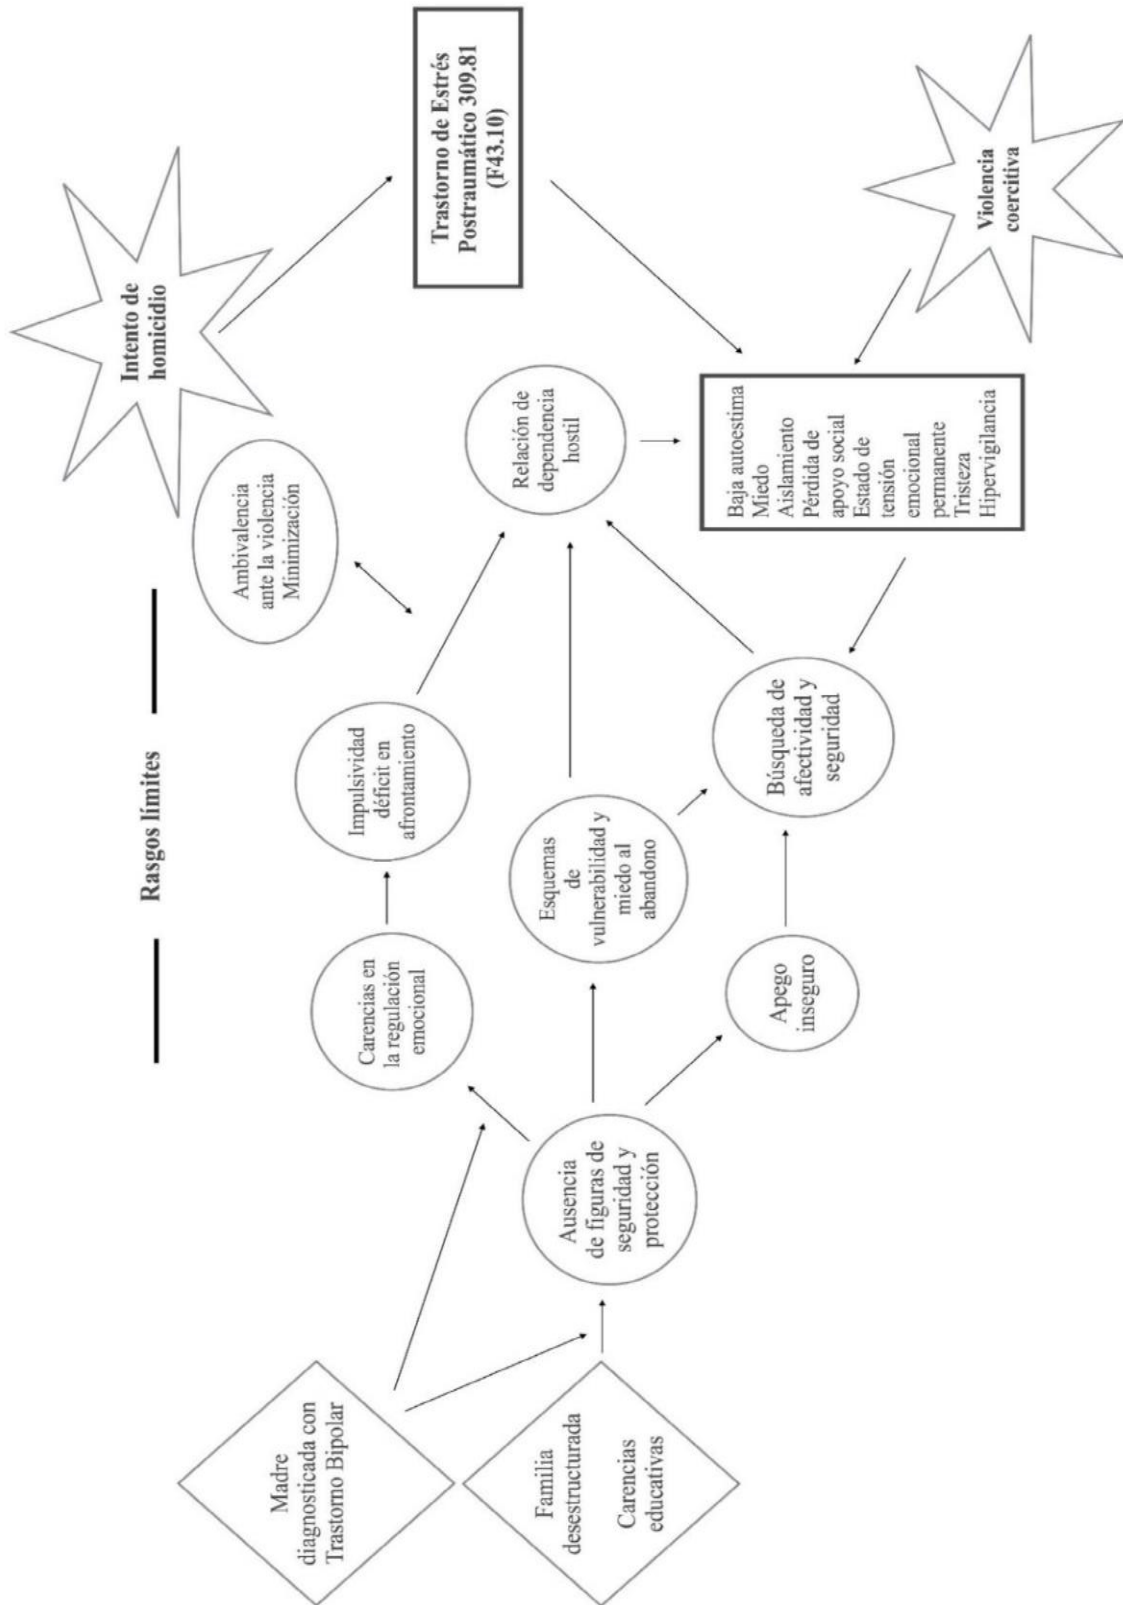 Rasgos límites
Madre
diagnosticada con
Trastorno Bipolar
Familia
desestructurada
Carencias
educativas
Ausencia
de figuras de
seguridad y
protección
Carencias en
la regulación
emocional
Impulsividad
déficit en
afrontamiento
Ambivalencia
ante la violencia
Minimización
Intento de
homicidio
Esquemas
de
vulnerabilidad y
miedo al
abandono
Apego
inseguro
Búsqueda de
afectividad y
seguridad
Relación de
dependencia
hostil
Trastorno de Estrés
Postraumático 309.81
(F43.10)
Baja autoestima
Miedo
Aislamiento
Pérdida de
apoyo social
Estado de
tensión
emocional
permanente
Tristeza
Hipervigilancia
Violencia
coercitiva